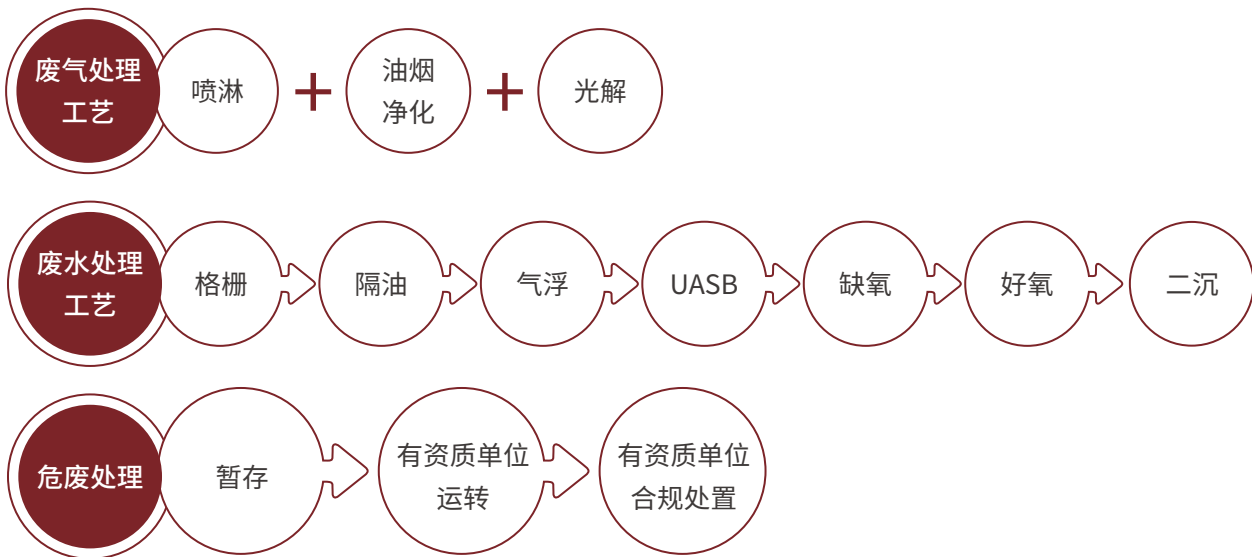 废气处理
工艺
喷淋
+
油烟
净化
+
光解
废水处理
工艺
格栅
隔油
气浮
UASB
缺氧
好氧
二沉
危废处理
暂存
有资质单位
运转
有资质单位
合规处置